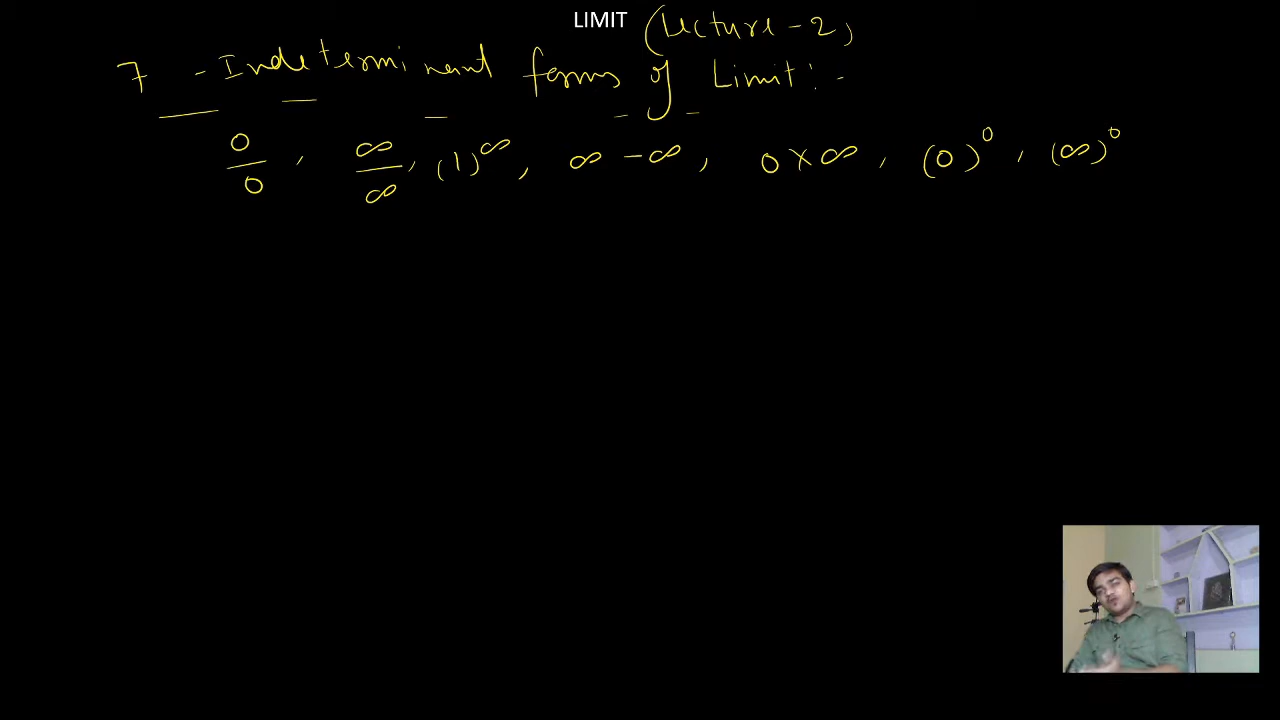 LIMIT (Lecture-2)
7 - Indeterminant forms of Limit:-
0/0, ∞/∞, (1)^∞, ∞-∞, 0×∞, (0)^0, (∞)^0